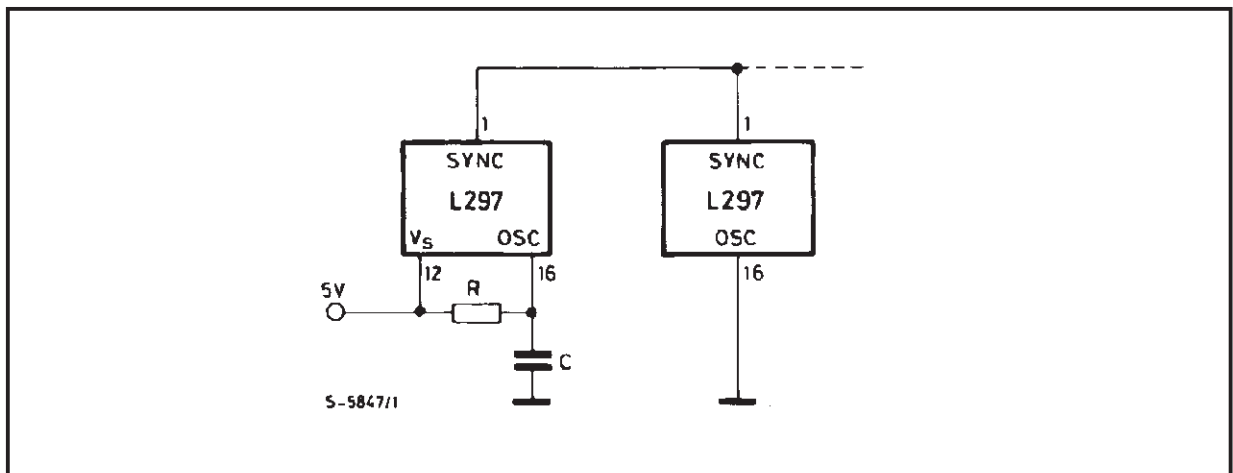 1 1
SYNC SYNC
L297 L297
VS OSC OSC
12 16 16
5V R
C
S-5847/1